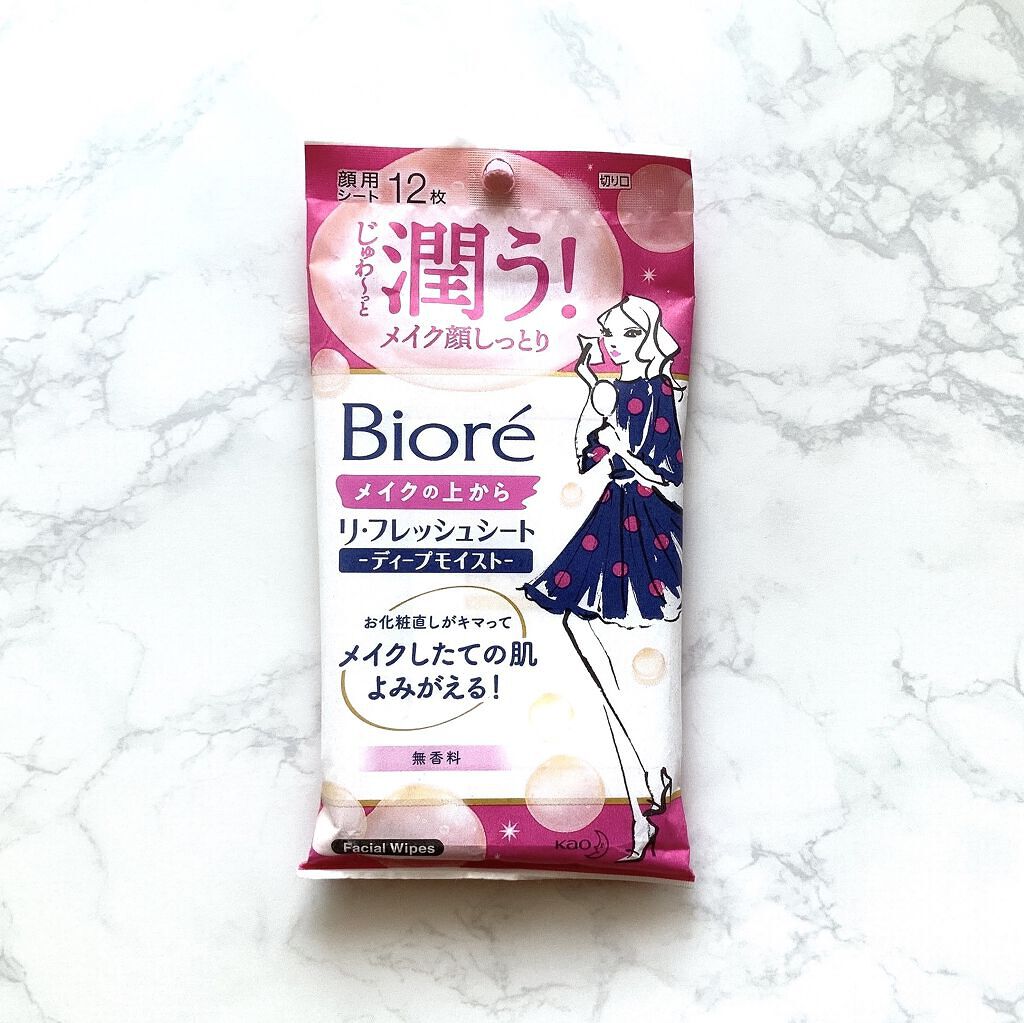 顔用
シート 12枚
切り口
じゅわ〜っと
潤う!
メイク顔しっとり
Bioré
メイクの上から
リ・フレッシュシート
-ディープモイスト-
お化粧直しがキマって
メイクしたての肌
よみがえる!
無香料
Facial Wipes
Kao